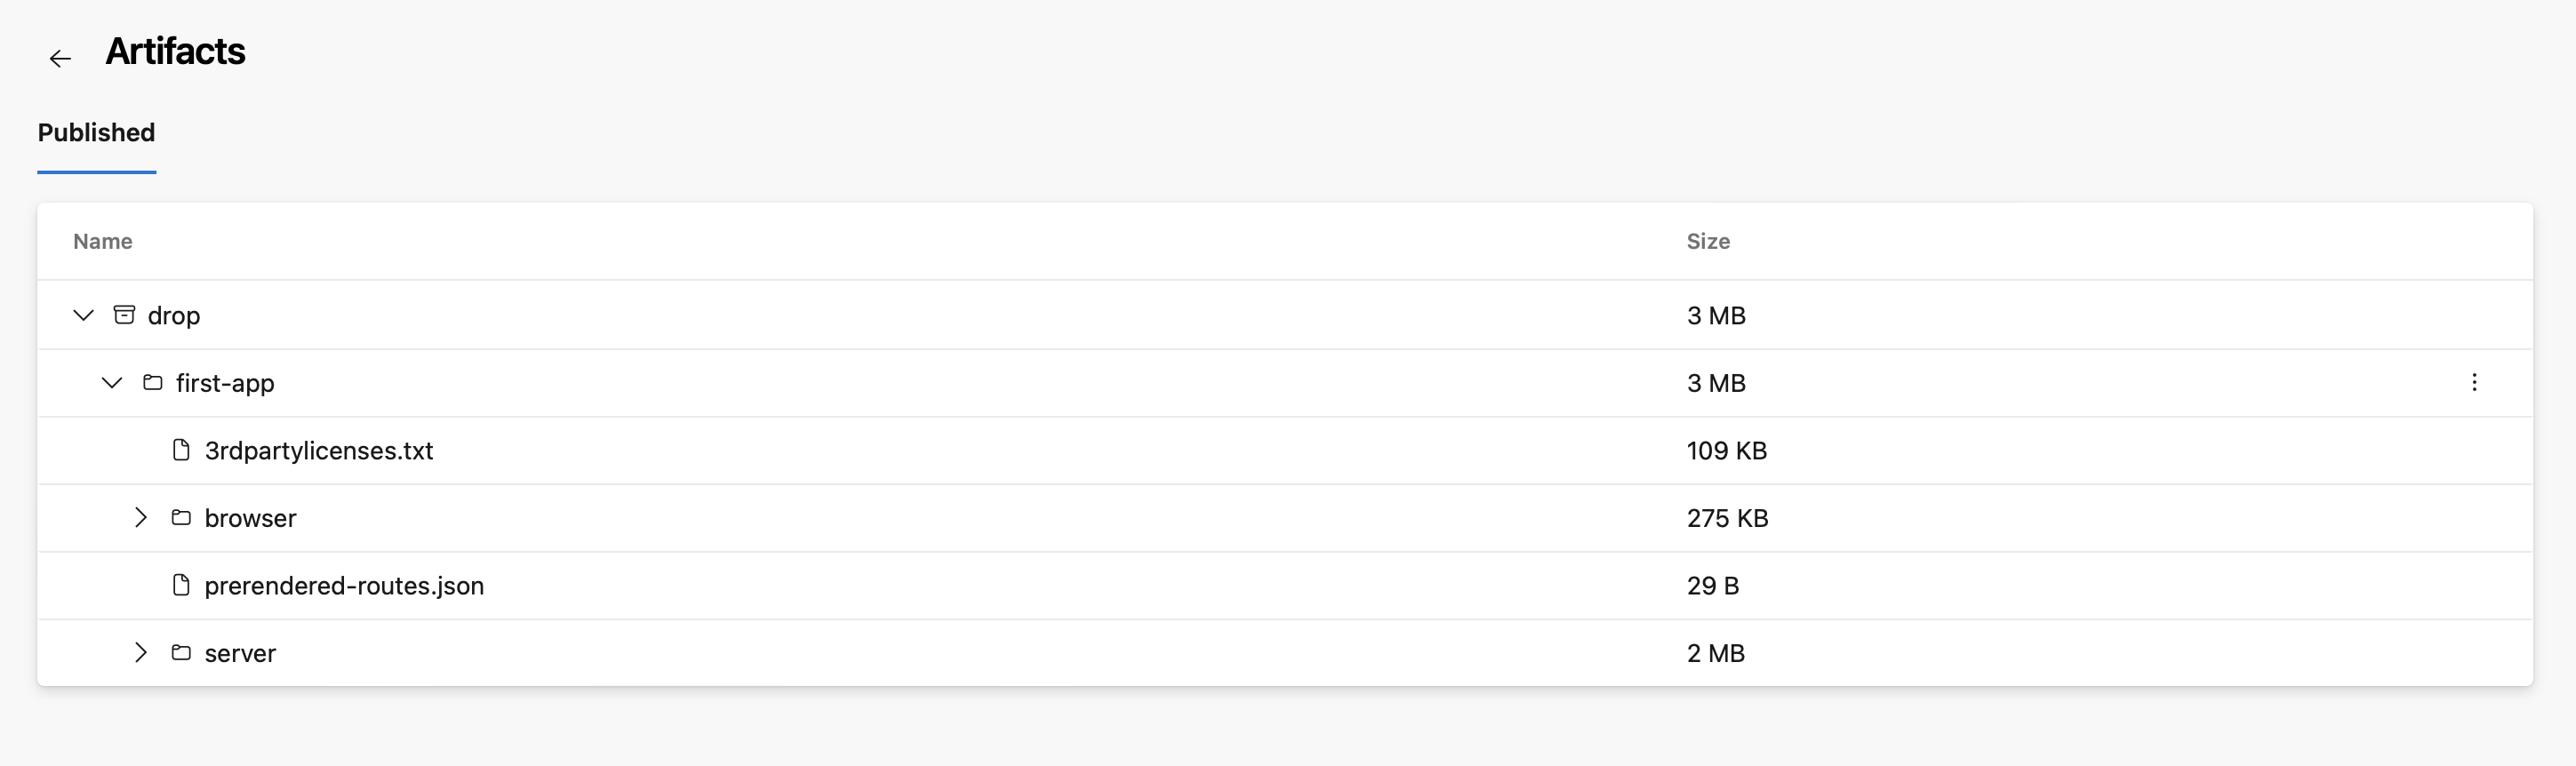 Artifacts
Published
Name Size
drop 3 MB
first-app 3 MB
3rdpartylicenses.txt 109 KB
browser 275 KB
prerendered-routes.json 29 B
server 2 MB